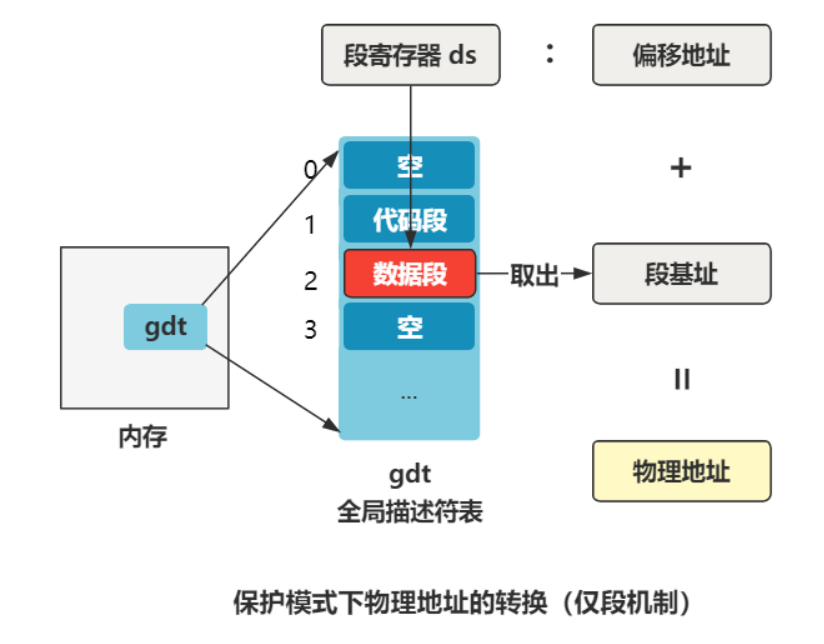 段寄存器 ds
:
偏移地址
+
0
空
1
代码段
2
数据段
取出
段基址
3
空
...
gdt
内存
=
物理地址
gdt
全局描述符表
保护模式下物理地址的转换（仅段机制）